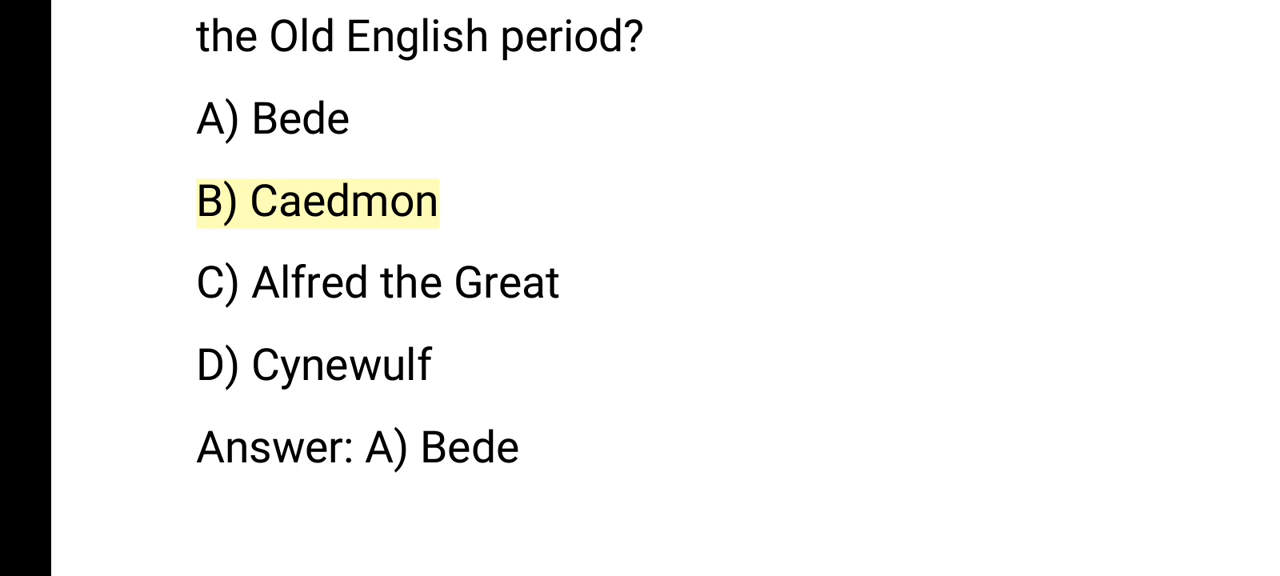 the Old English period?
A) Bede
B) Caedmon
C) Alfred the Great
D) Cynewulf
Answer: A) Bede